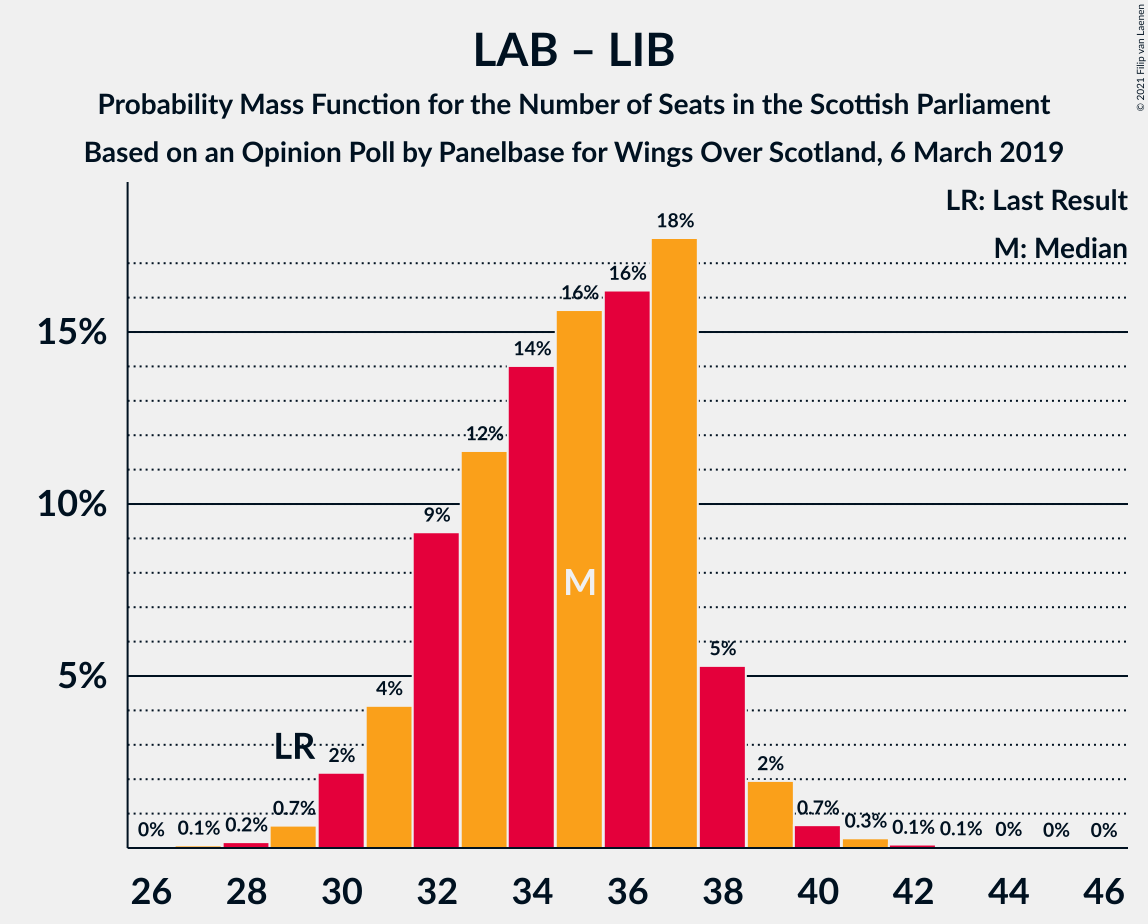 LAB – LIB
Probability Mass Function for the Number of Seats in the Scottish Parliament
Based on an Opinion Poll by Panelbase for Wings Over Scotland, 6 March 2019
© 2021 Filip van Laenen
LR: Last Result
M: Median
15%
10%
5%
0%
0.1%
0.2%
0.7%
LR
2%
4%
9%
12%
14%
16%
M
16%
18%
5%
2%
0.7%
0.3%
0.1%
0.1%
0%
0%
0%
26 28 30 32 34 36 38 40 42 44 46